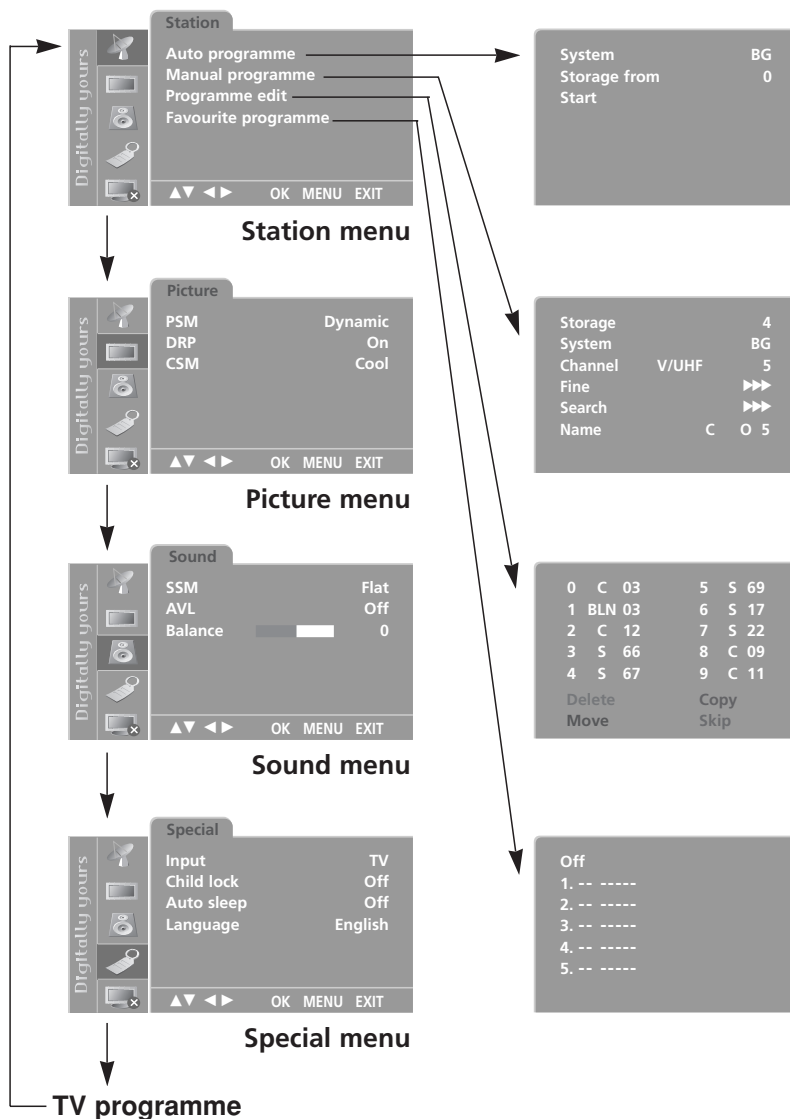 Station
Digitally yours
Auto programme
Manual programme
Programme edit
Favourite programme
▲▼ ◀ ▶ OK MENU EXIT
Station menu
System BG
Storage from 0
Start
Picture
Digitally yours
PSM Dynamic
DRP On
CSM Cool
▲▼ ◀ ▶ OK MENU EXIT
Picture menu
Storage 4
System BG
Channel V/UHF 5
Fine ▶▶▶
Search ▶▶▶
Name C O 5
Sound
Digitally yours
SSM Flat
AVL Off
Balance 0
▲▼ ◀ ▶ OK MENU EXIT
Sound menu
0 C 03 5 S 69
1 BLN 03 6 S 17
2 C 12 7 S 22
3 S 66 8 C 09
4 S 67 9 C 11
Delete Copy
Move Skip
Special
Digitally yours
Input TV
Child lock Off
Auto sleep Off
Language English
▲▼ ◀ ▶ OK MENU EXIT
Special menu
Off
1. -- -----
2. -- -----
3. -- -----
4. -- -----
5. -- -----
TV programme